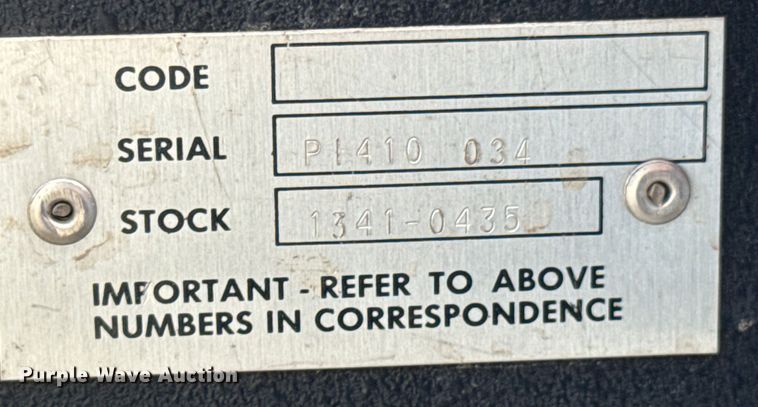 CODE
SERIAL P1410 034
STOCK 1341-0435
IMPORTANT - REFER TO ABOVE
NUMBERS IN CORRESPONDENCE
Purple Wave Auction